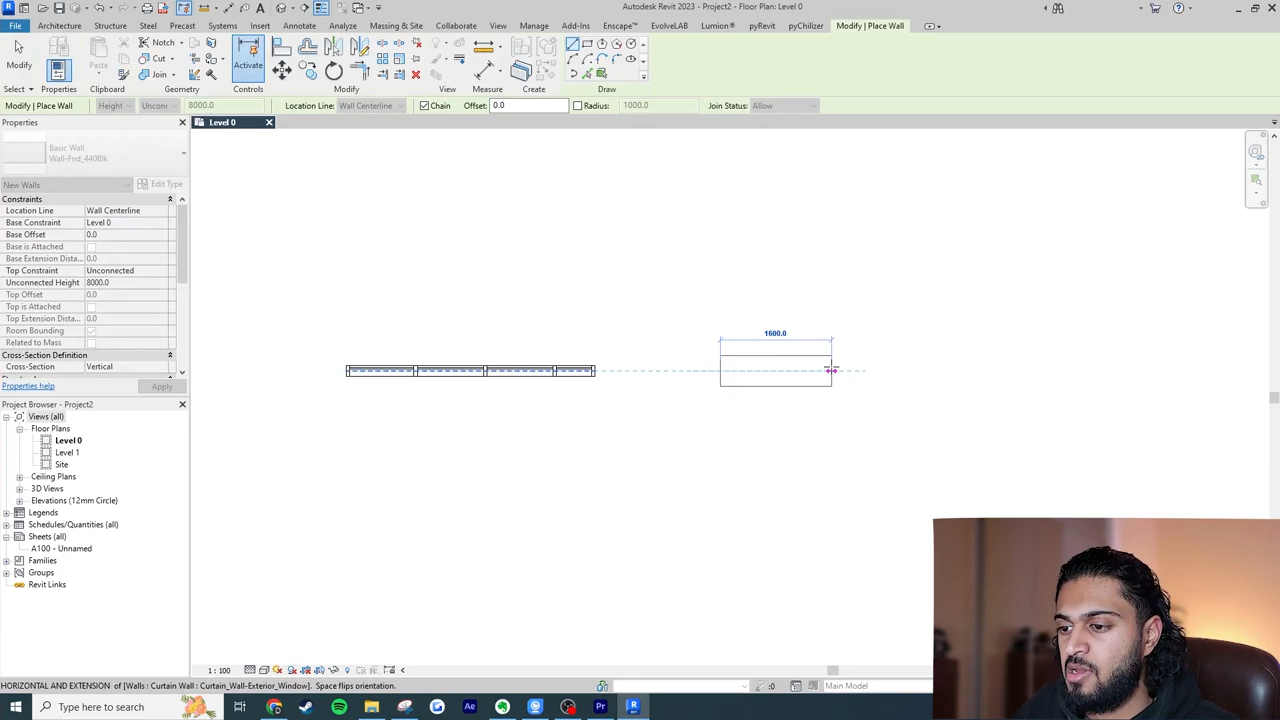 Autodesk Revit 2023 - Project2 - Floor Plan: Level 0
File Architecture Structure Steel Precast Systems Insert Annotate Analyze Massing & Site Collaborate View Manage Add-Ins Enscape™ EvolveLAB Lumion® pyRevit pyChilizer Modify | Place Wall
Modify
Paste
Notch
Cut
Join
Activate
Select Properties Clipboard Geometry Controls Modify View Measure Create Draw
Modify | Place Wall Height Uncon 8000.0 Location Line: Wall Centerline Chain Offset: 0.0 Radius: 1000.0 Join Status: Allow
Properties
Level 0
Basic Wall
Wall-Fnd_440Blk
New Walls Edit Type
Constraints
Location Line Wall Centerline
Base Constraint Level 0
Base Offset 0.0
Base is Attached
Base Extension Dista... 0.0
Top Constraint Unconnected
Unconnected Height 8000.0
Top Offset 0.0
Top is Attached
Top Extension Distan... 0.0
Room Bounding
Related to Mass
Cross-Section Definition
Cross-Section Vertical
Properties help Apply
1600.0
Project Browser - Project2
Views (all)
Floor Plans
Level 0
Level 1
Site
Ceiling Plans
3D Views
Elevations (12mm Circle)
Legends
Schedules/Quantities (all)
Sheets (all)
A100 - Unnamed
Families
Groups
Revit Links
1 : 100
HORIZONTAL AND EXTENSION of [Walls : Curtain Wall : Curtain_Wall-Exterior_Window]. Space flips orientation.
:0
Main Model
Type here to search